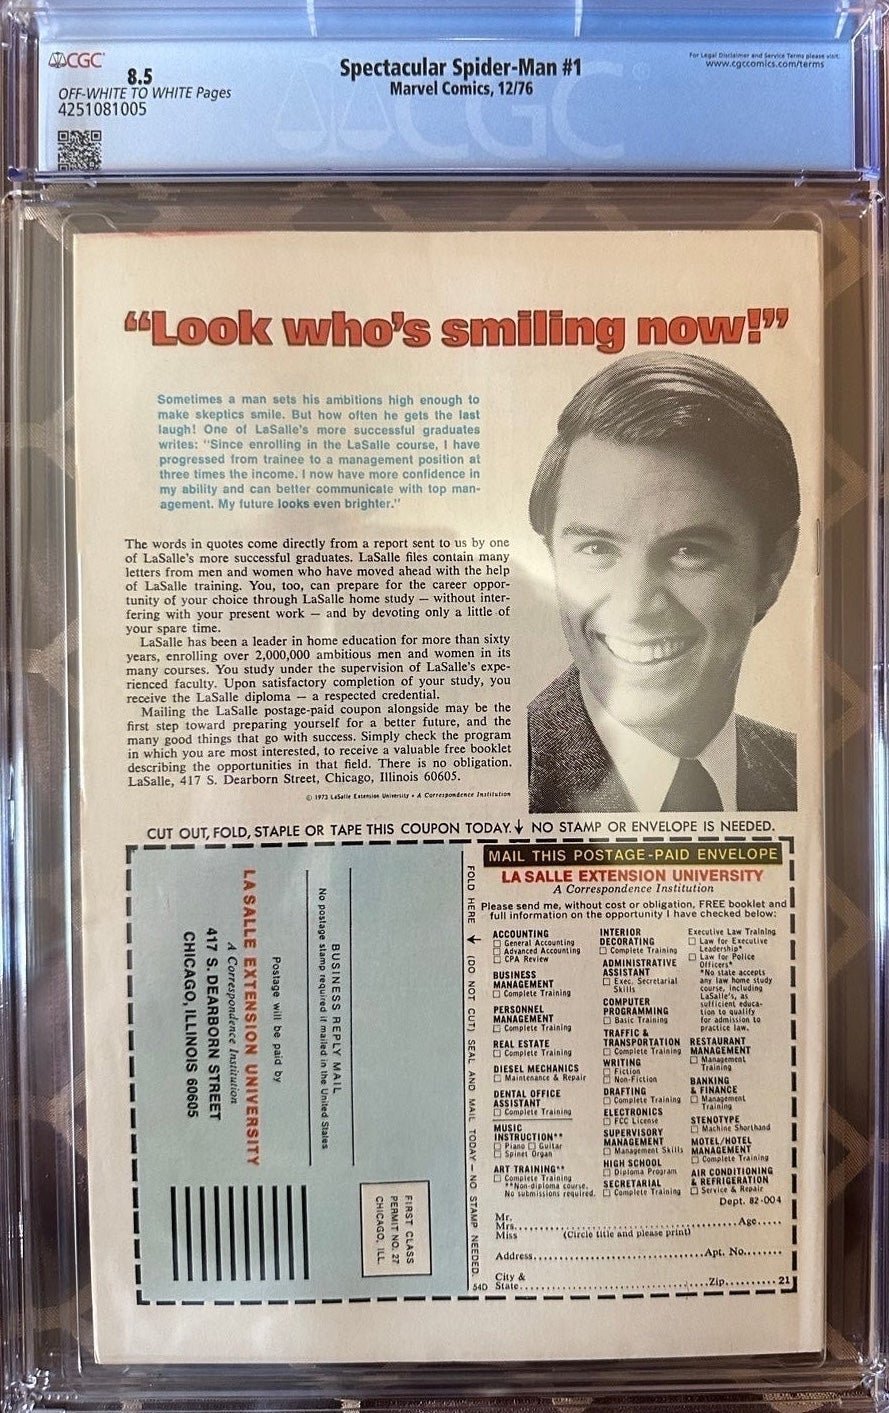 CGC
8.5
OFF-WHITE TO WHITE Pages
4251081005
Spectacular Spider-Man #1
Marvel Comics, 12/76
For Legal Disclaimer and Service Terms please visit:
www.cgccomics.com/terms
CGC
“Look who's smiling now!”
Sometimes a man sets his ambitions high enough to
make skeptics smile. But how often he gets the last
laugh! One of LaSalle's more successful graduates
writes: "Since enrolling in the LaSalle course, I have
progressed from trainee to a management position at
three times the income. I now have more confidence in
my ability and can better communicate with top man-
agement. My future looks even brighter."
The words in quotes come directly from a report sent to us by one
of LaSalle's more successful graduates. LaSalle files contain many
letters from men and women who have moved ahead with the help
of LaSalle training. You, too, can prepare for the career oppor-
tunity of your choice through LaSalle home study — without inter-
fering with your present work — and by devoting only a little of
your spare time.
LaSalle has been a leader in home education for more than sixty
years, enrolling over 2,000,000 ambitious men and women in its
many courses. You study under the supervision of LaSalle's expe-
rienced faculty. Upon satisfactory completion of your study, you
receive the LaSalle diploma — a respected credential.
Mailing the LaSalle postage-paid coupon alongside may be the
first step toward preparing yourself for a better future, and the
many good things that go with success. Simply check the program
in which you are most interested, to receive a valuable free booklet
describing the opportunities in that field. There is no obligation.
LaSalle, 417 S. Dearborn Street, Chicago, Illinois 60605.
© 1973 LaSalle Extension University • A Correspondence Institution
CUT OUT, FOLD, STAPLE OR TAPE THIS COUPON TODAY. ↓ NO STAMP OR ENVELOPE IS NEEDED.
FIRST CLASS
PERMIT NO. 27
CHICAGO, ILL.
BUSINESS REPLY MAIL
No postage stamp required if mailed in the United States
Postage will be paid by
LA SALLE EXTENSION UNIVERSITY
A Correspondence Institution
417 S. DEARBORN STREET
CHICAGO, ILLINOIS 60605
FOLD HERE (DO NOT CUT) SEAL AND MAIL TODAY — NO STAMP NEEDED.
54D
MAIL THIS POSTAGE-PAID ENVELOPE
LA SALLE EXTENSION UNIVERSITY
A Correspondence Institution
Please send me, without cost or obligation, FREE booklet and
full information on the opportunity I have checked below:
ACCOUNTING
General Accounting
Advanced Accounting
CPA Review
BUSINESS
MANAGEMENT
Complete Training
PERSONNEL
MANAGEMENT
Complete Training
REAL ESTATE
Complete Training
DIESEL MECHANICS
Maintenance & Repair
DENTAL OFFICE
ASSISTANT
Complete Training
MUSIC
INSTRUCTION**
Piano Guitar
Spinet Organ
ART TRAINING**
Complete Training
**Non-diploma course.
No submissions required.
INTERIOR
DECORATING
Complete Training
ADMINISTRATIVE
ASSISTANT
Exec. Secretarial
Skills
COMPUTER
PROGRAMMING
Basic Training
TRAFFIC &
TRANSPORTATION
Complete Training
WRITING
Fiction
Non-Fiction
DRAFTING
Complete Training
ELECTRONICS
FCC License
SUPERVISORY
MANAGEMENT
Management Skills
HIGH SCHOOL
Diploma Program
SECRETARIAL
Complete Training
Executive Law Training
Law for Executive
Leadership*
Law for Police
Officers*
*No state accepts
any law home study
course, including
LaSalle's, as
sufficient educa-
tion to qualify
for admission to
practice law.
RESTAURANT
MANAGEMENT
Management
Training
BANKING
& FINANCE
Management
Training
STENOTYPE
Machine Shorthand
MOTEL/HOTEL
MANAGEMENT
Complete Training
AIR CONDITIONING
& REFRIGERATION
Service & Repair
Dept. 82-004
Mr.
Mrs.
Miss
(Circle title and please print)
Age
Address Apt. No.
City &
State Zip 21